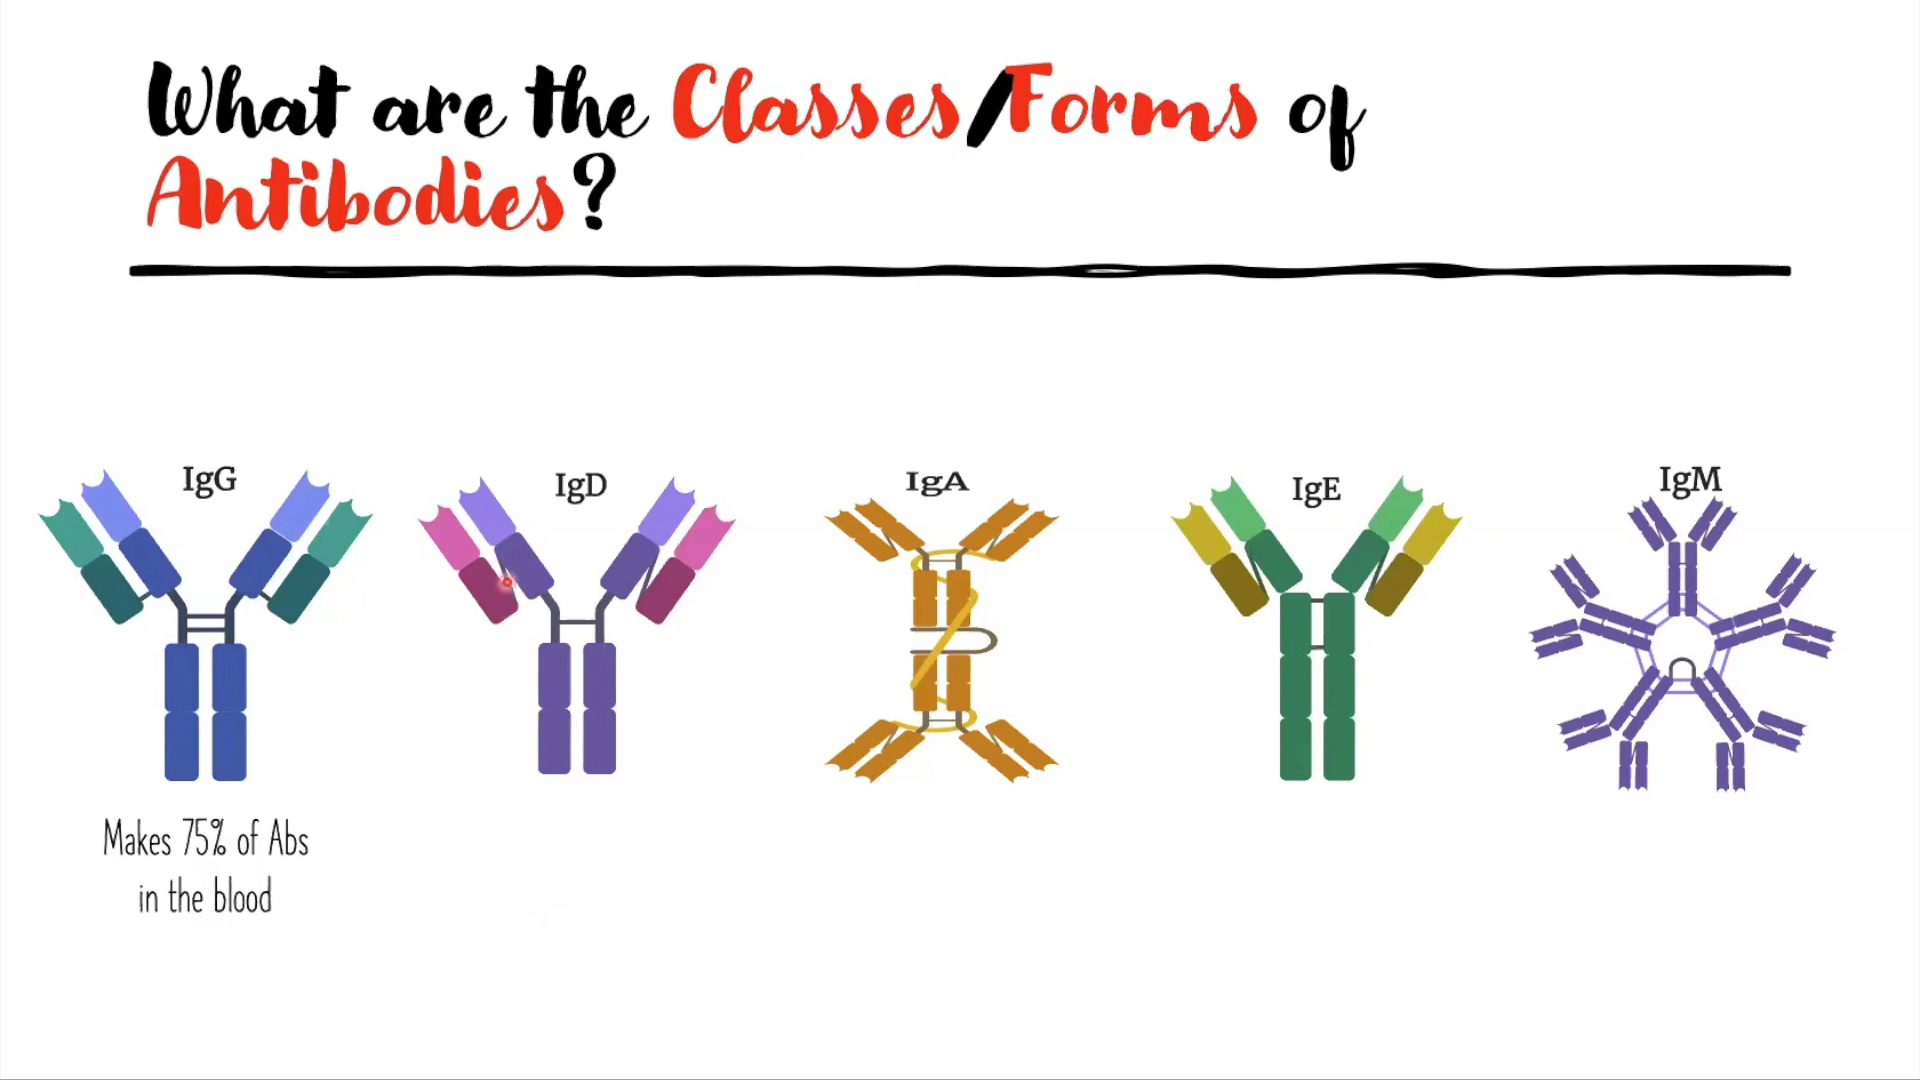 What are the Classes/Forms of
Antibodies?
IgG
IgD
IgA
IgE
IgM
Makes 75% of Abs
in the blood